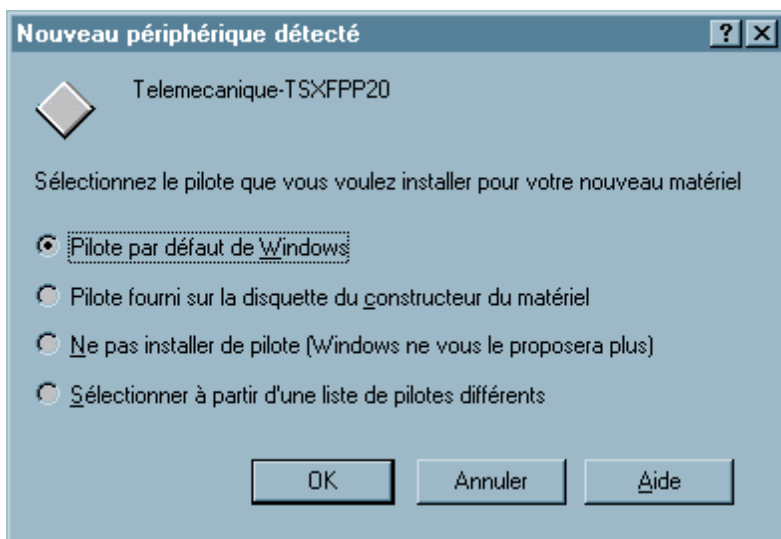 Nouveau périphérique détecté
Telemecanique-TSXFPP20
Sélectionnez le pilote que vous voulez installer pour votre nouveau matériel
Pilote par défaut de Windows
Pilote fourni sur la disquette du constructeur du matériel
Ne pas installer de pilote (Windows ne vous le proposera plus)
Sélectionner à partir d'une liste de pilotes différents
OK Annuler Aide